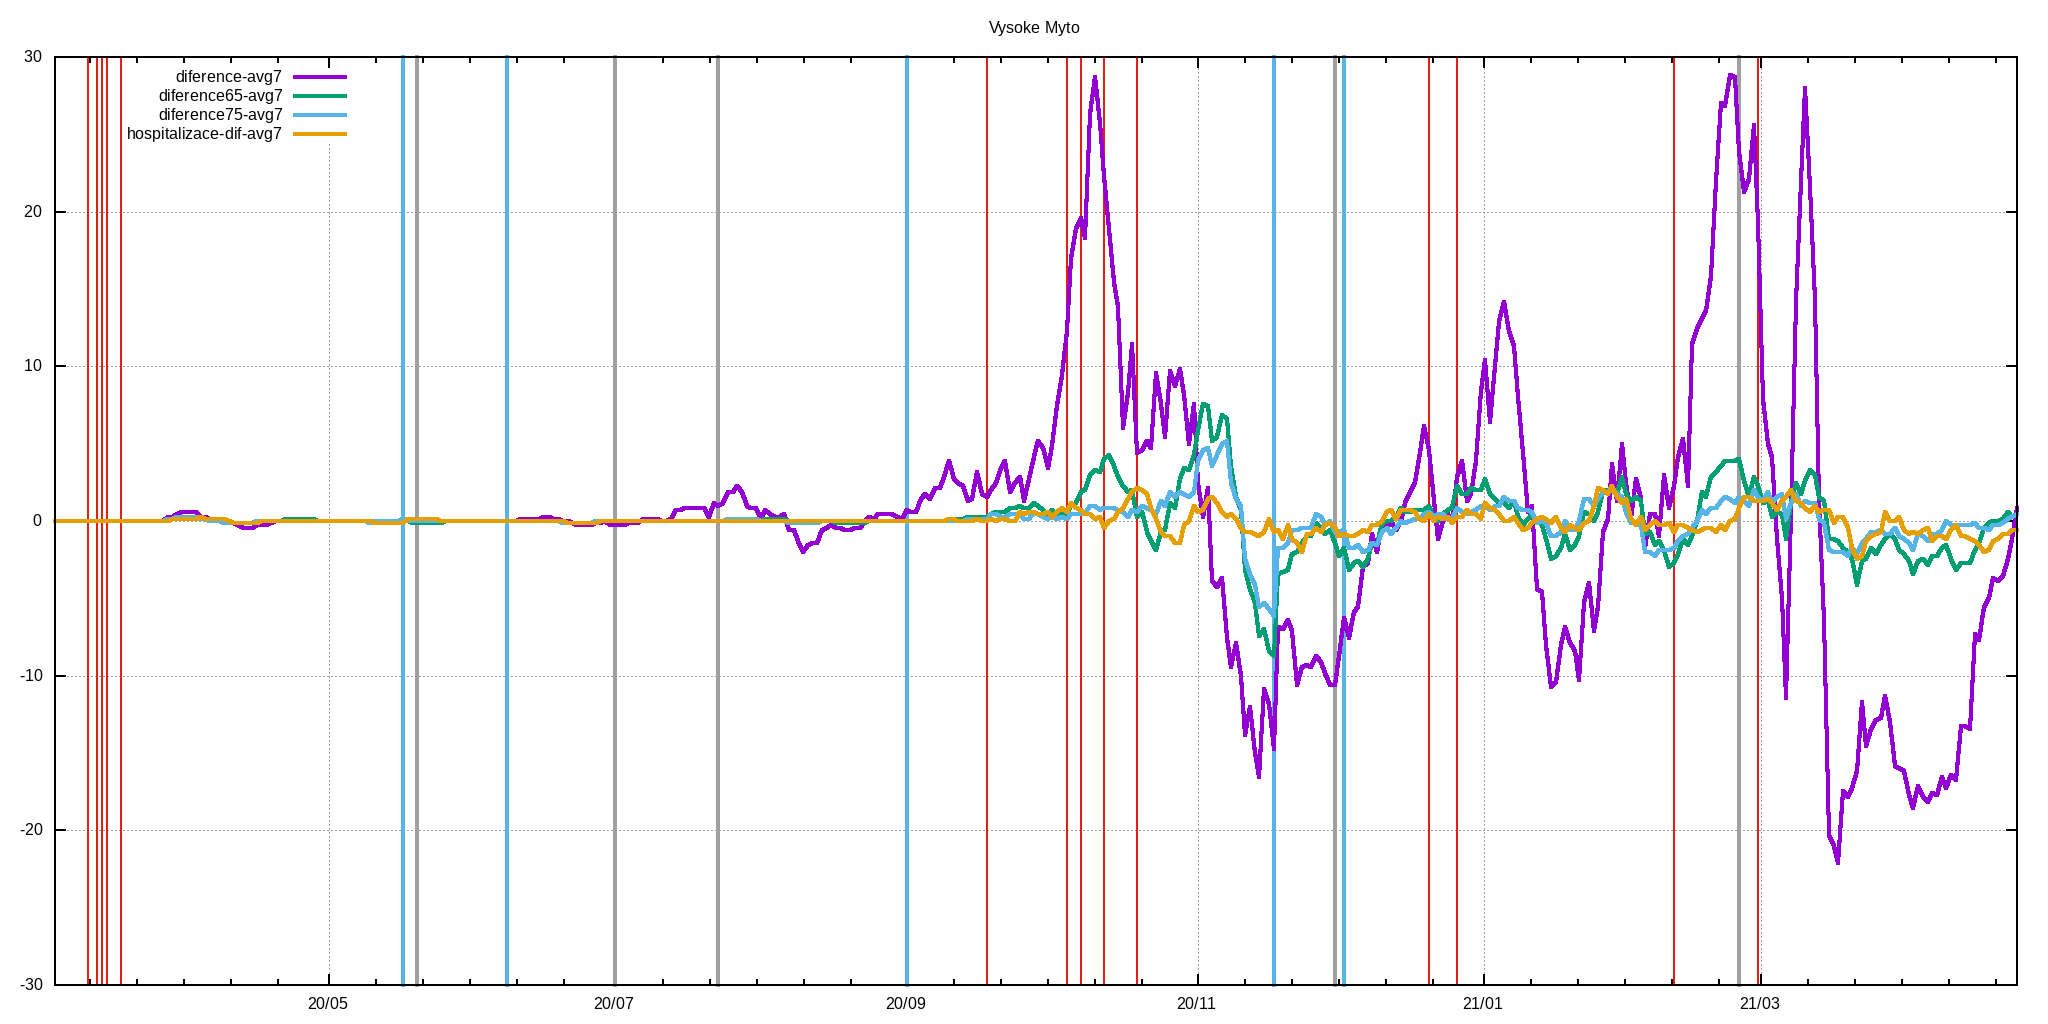 Vysoke Myto
30
diference-avg7
diference65-avg7
diference75-avg7
hospitalizace-dif-avg7
20
10
0
-10
-20
-30
20/05 20/07 20/09 20/11 21/01 21/03